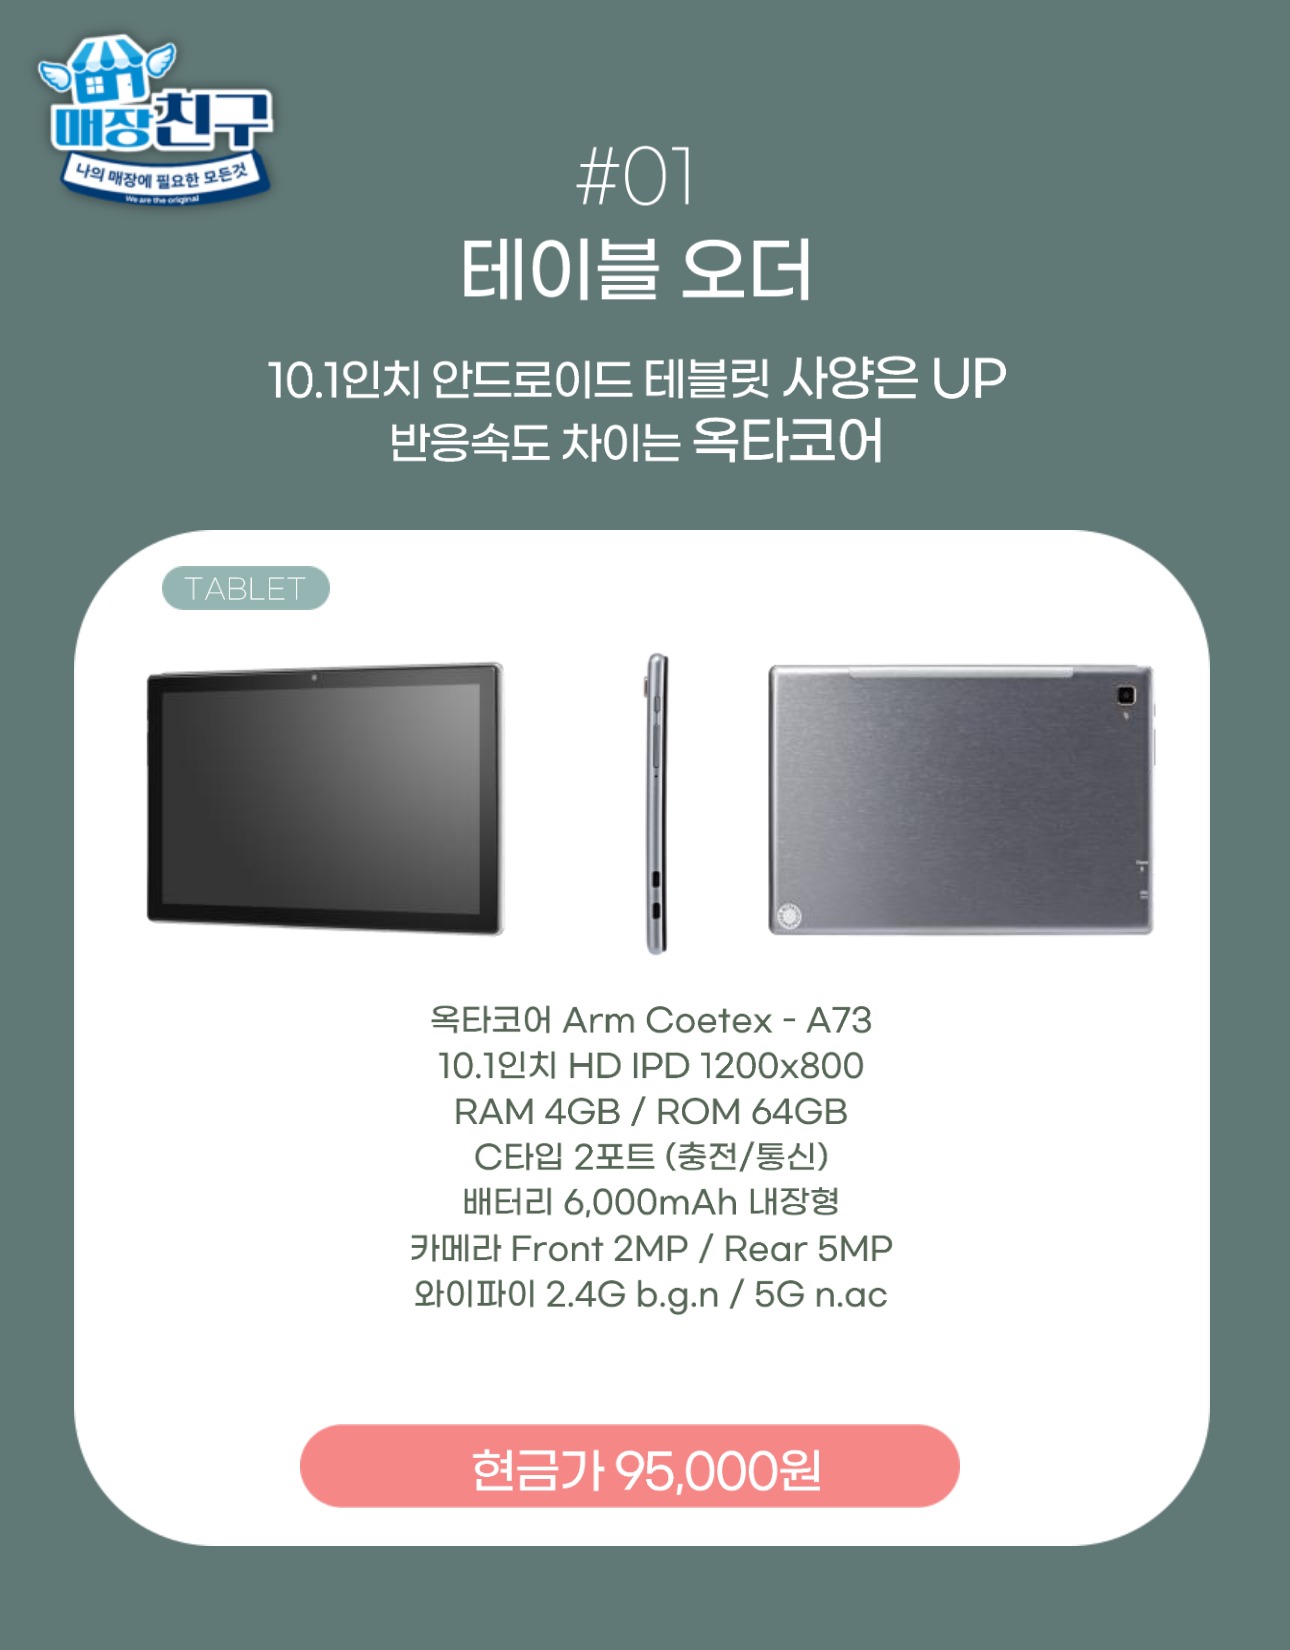 매장친구
나의 매장에 필요한 모든것
We are the original
#01
테이블 오더
10.1인치 안드로이드 테블릿 사양은 UP
반응속도 차이는 옥타코어
TABLET
옥타코어 Arm Coetex - A73
10.1인치 HD IPD 1200x800
RAM 4GB / ROM 64GB
C타입 2포트 (충전/통신)
배터리 6,000mAh 내장형
카메라 Front 2MP / Rear 5MP
와이파이 2.4G b.g.n / 5G n.ac
현금가 95,000원